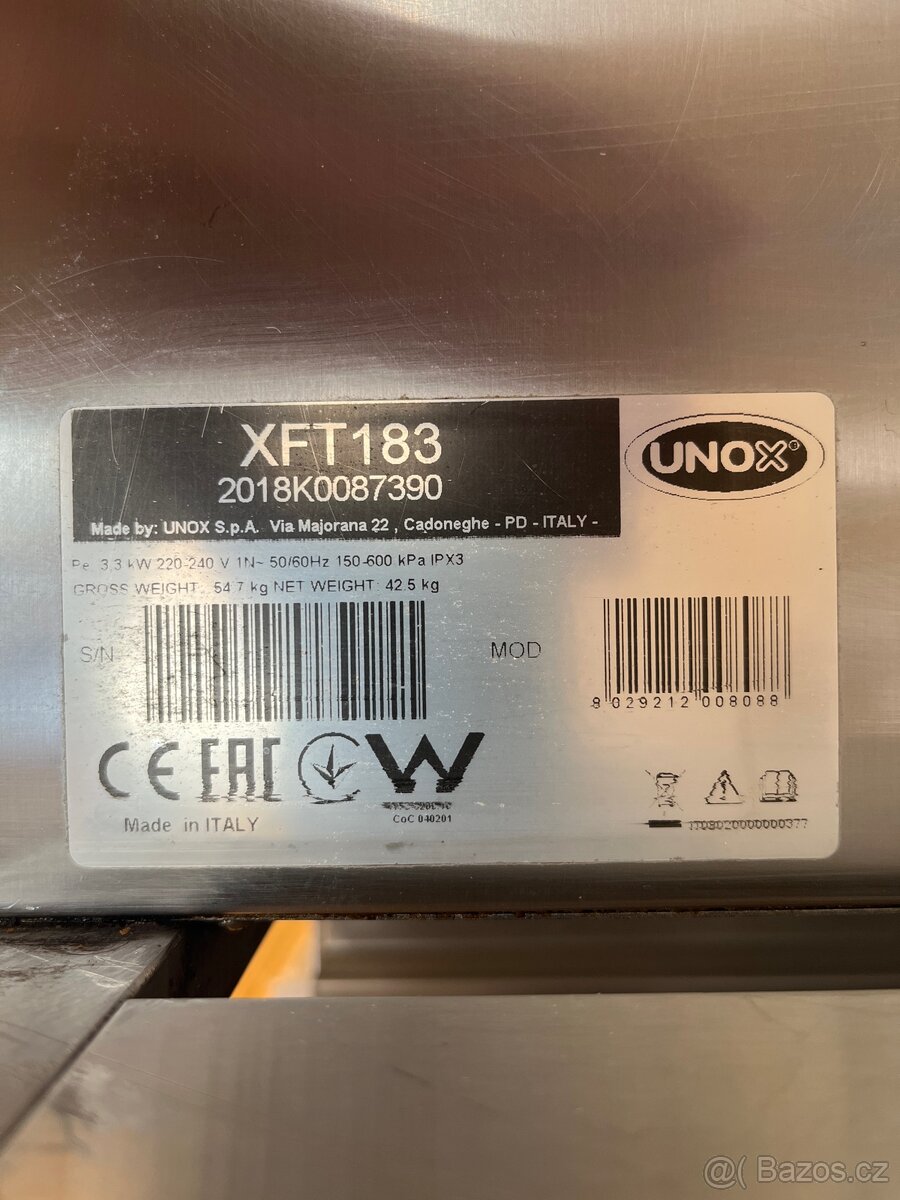 XFT183
2018K0087390
Made by: UNOX S.p.A. Via Majorana 22 , Cadoneghe - PD - ITALY -
UNOX
Pe 3.3 kW 220-240 V 1N~ 50/60Hz 150-600 kPa IPX3
GROSS WEIGHT: 54.7 kg NET WEIGHT: 42.5 kg
S/N
MOD
8 029212 008088
CE EAC W
CoC 040201
Made in ITALY
IT08020000000377
@( Bazos.cz